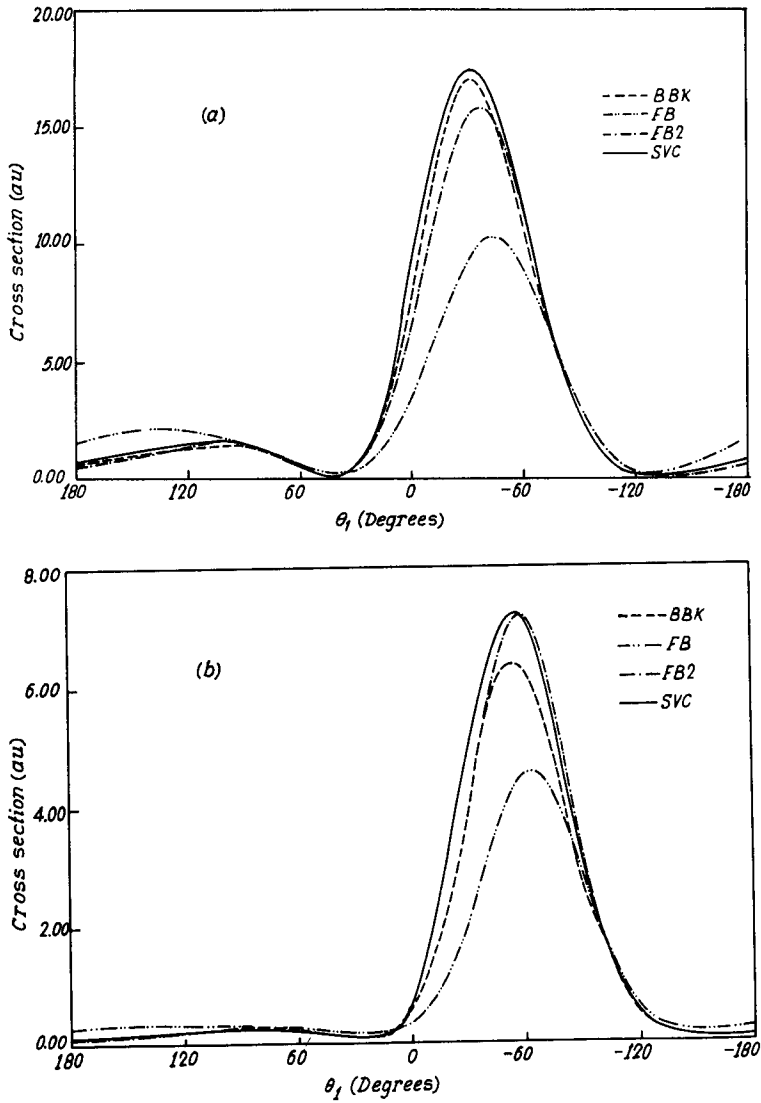 20.00
15.00
10.00
5.00
0.00
Cross section (au)
(a)
BBK
FB
FB2
SVC
180
120
60
0
-60
-120
-180
θ1 (Degrees)
8.00
6.00
4.00
2.00
0.00
Cross section (au)
(b)
BBK
FB
FB2
SVC
180
120
60
0
-60
-120
-180
θ1 (Degrees)